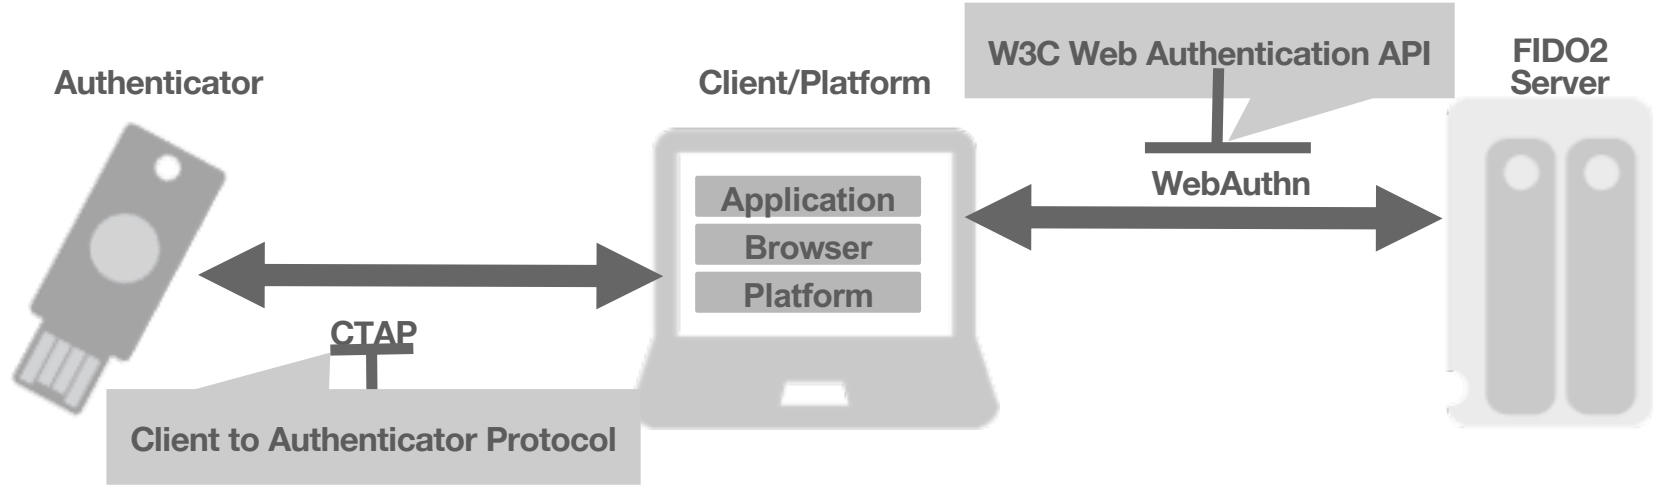 W3C Web Authentication API
FIDO2
Server
Authenticator
Client/Platform
WebAuthn
Application
Browser
Platform
CTAP
Client to Authenticator Protocol